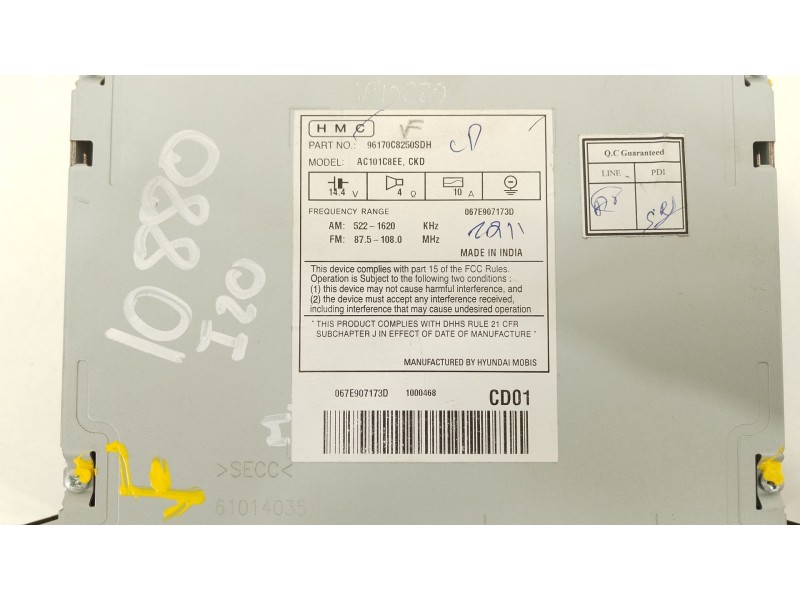 HMC
PART NO.: 96170C8250SDH
CD
MODEL: AC101C8EE, CKD
14.4 V 4 Ω 10 A
FREQUENCY RANGE 067E907173D
AM: 522-1620 KHz
FM: 87.5-108.0 MHz
MADE IN INDIA
This device complies with part 15 of the FCC Rules.
Operation is Subject to the following two conditions :
(1) this device may not cause harmful interference, and
(2) the device must accept any interference received,
including interference that may cause undesired operation
" THIS PRODUCT COMPLIES WITH DHHS RULE 21 CFR
SUBCHAPTER J IN EFFECT OF DATE OF MANUFACTURE "
MANUFACTURED BY HYUNDAI MOBIS
067E907173D 1000468 CD01
Q.C Guaranteed
LINE PDI
10880
I20
>SECC<